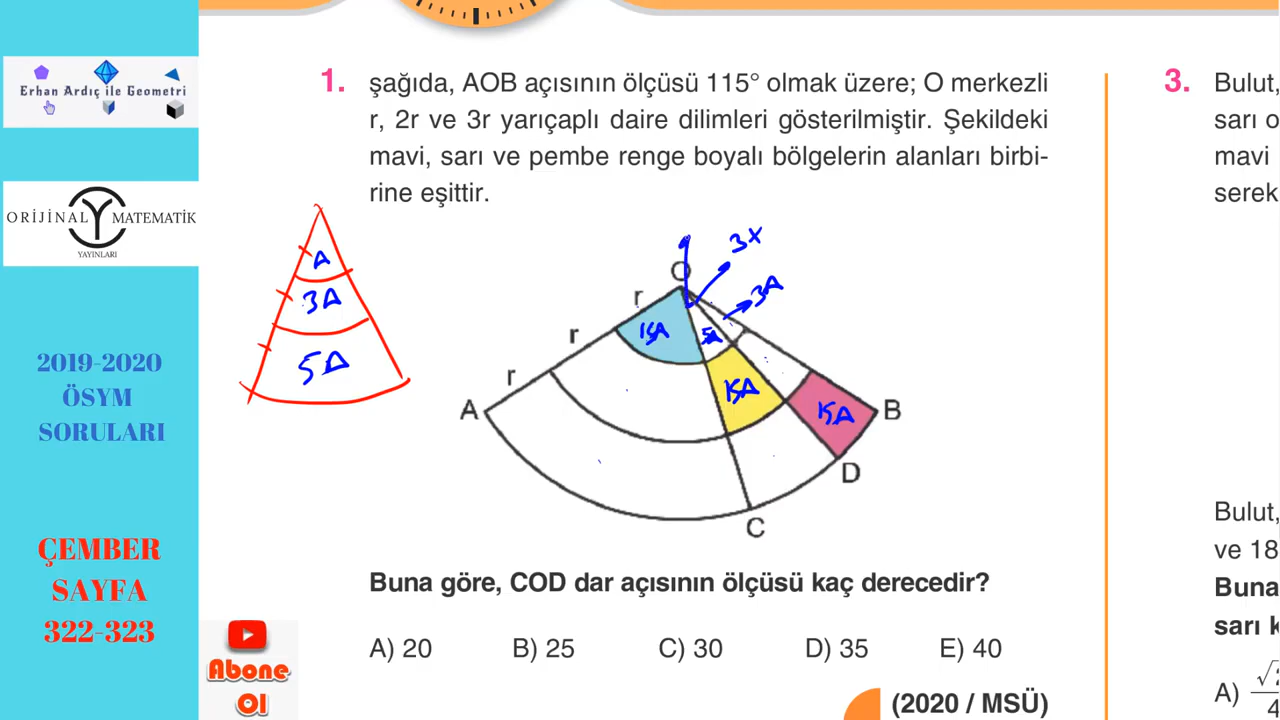 Erhan Ardıç ile Geometri
ORİJİNAL MATEMATİK
YAYINLARI
2019-2020
ÖSYM
SORULARI
ÇEMBER
SAYFA
322-323
Abone
Ol
1. şağıda, AOB açısının ölçüsü 115° olmak üzere; O merkezli
r, 2r ve 3r yarıçaplı daire dilimleri gösterilmiştir. Şekildeki
mavi, sarı ve pembe renge boyalı bölgelerin alanları birbi-
rine eşittir.
A
3A
5A
3x
O
3A
r
15A
5A
r
15A
r
15A
A
B
D
C
Buna göre, COD dar açısının ölçüsü kaç derecedir?
A) 20 B) 25 C) 30 D) 35 E) 40
(2020 / MSÜ)
3. Bulut,
sarı o
mavi
serek
Bulut,
ve 18
Buna
sarı k
A) √2
4